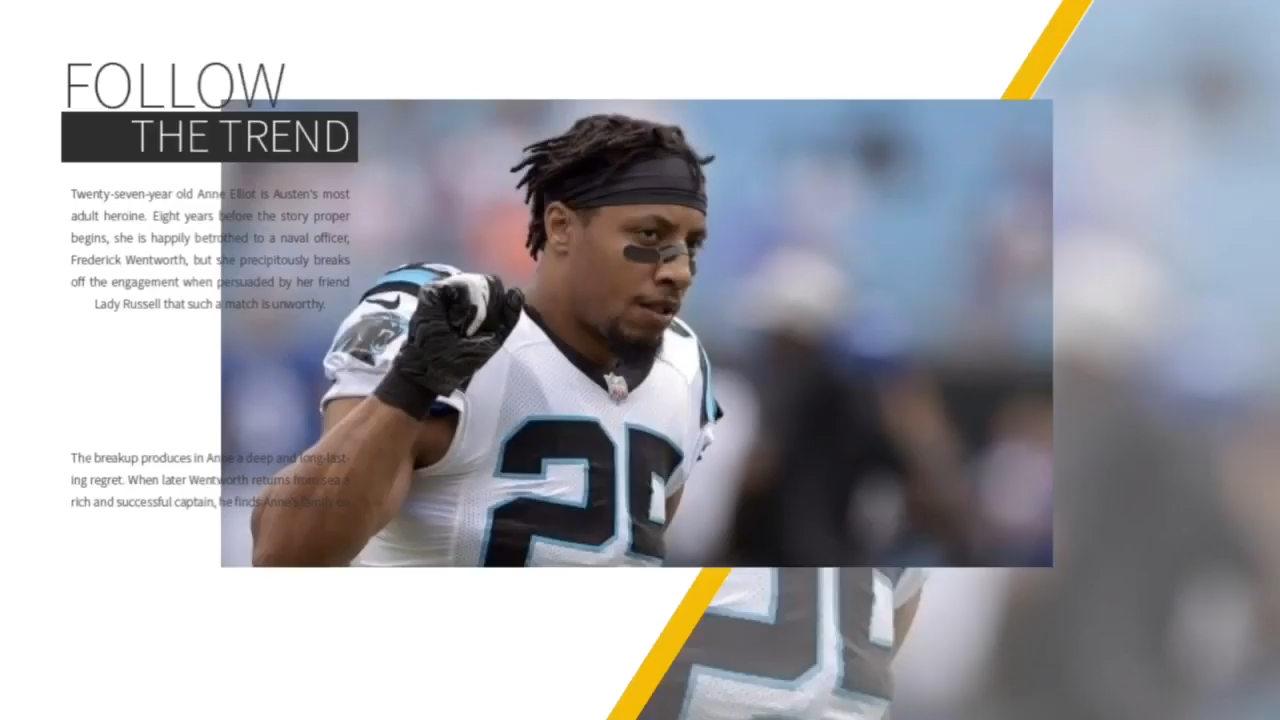 FOLLOW
THE TREND
Twenty-seven-year old Anne Elliot is Austen's most
adult heroine. Eight years before the story proper
begins, she is happily betrothed to a naval officer,
Frederick Wentworth, but she precipitously breaks
off the engagement when persuaded by her friend
Lady Russell that such a match is unworthy.
The breakup produces in Anne a deep and long-last-
ing regret. When later Wentworth returns from sea a
rich and successful captain, he finds Anne's family on
25